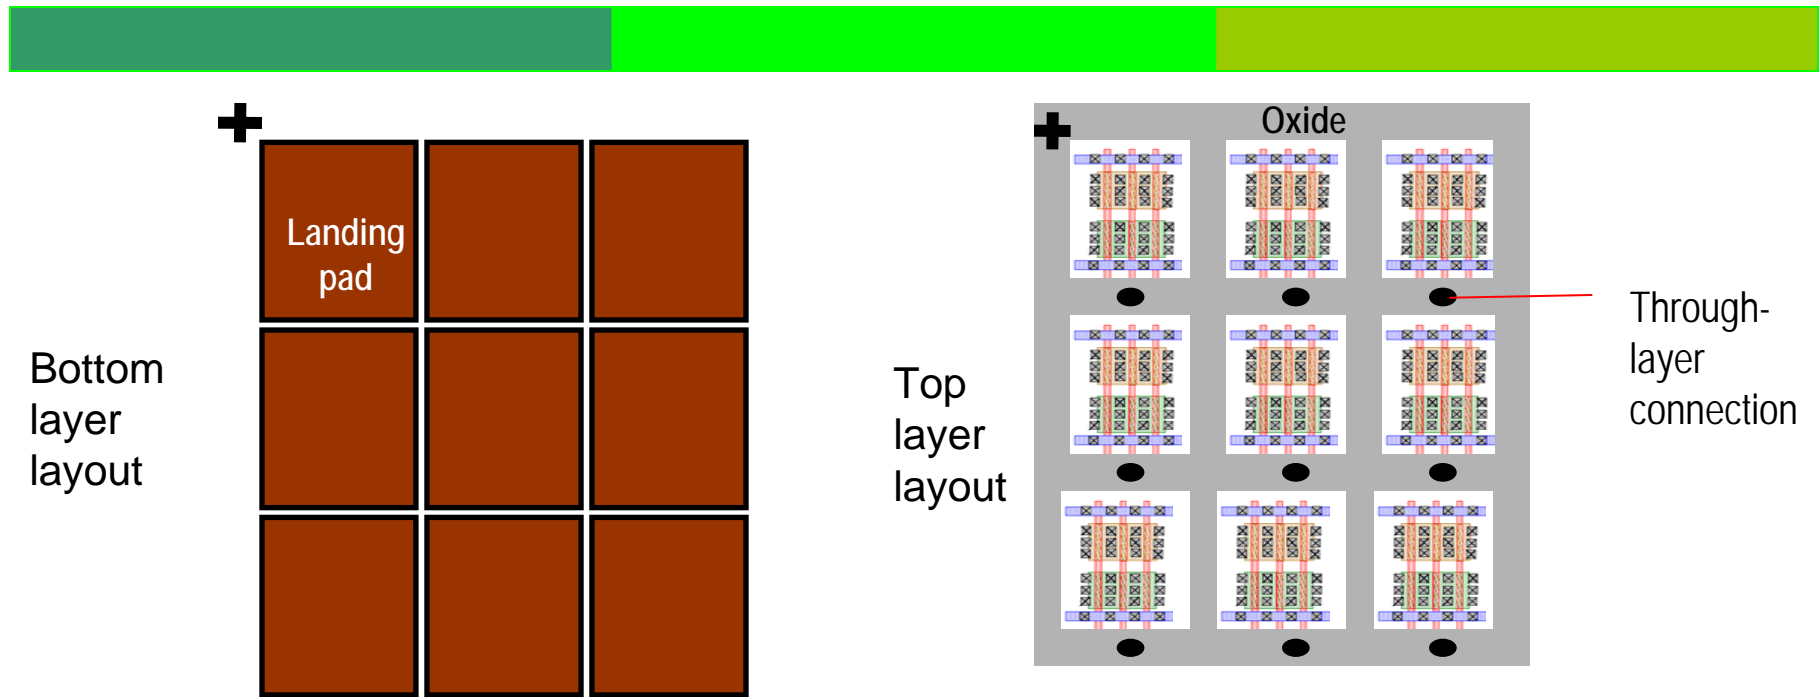 Oxide
Landing
pad
Bottom
layer
layout
Top
layer
layout
Through-
layer
connection